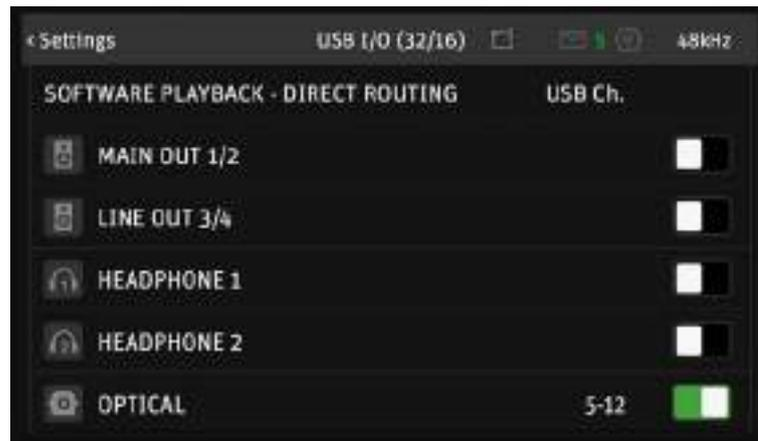 < Settings USB I/O (32/16) 48kHz
SOFTWARE PLAYBACK - DIRECT ROUTING USB Ch.
MAIN OUT 1/2
LINE OUT 3/4
HEADPHONE 1
HEADPHONE 2
OPTICAL 5-12